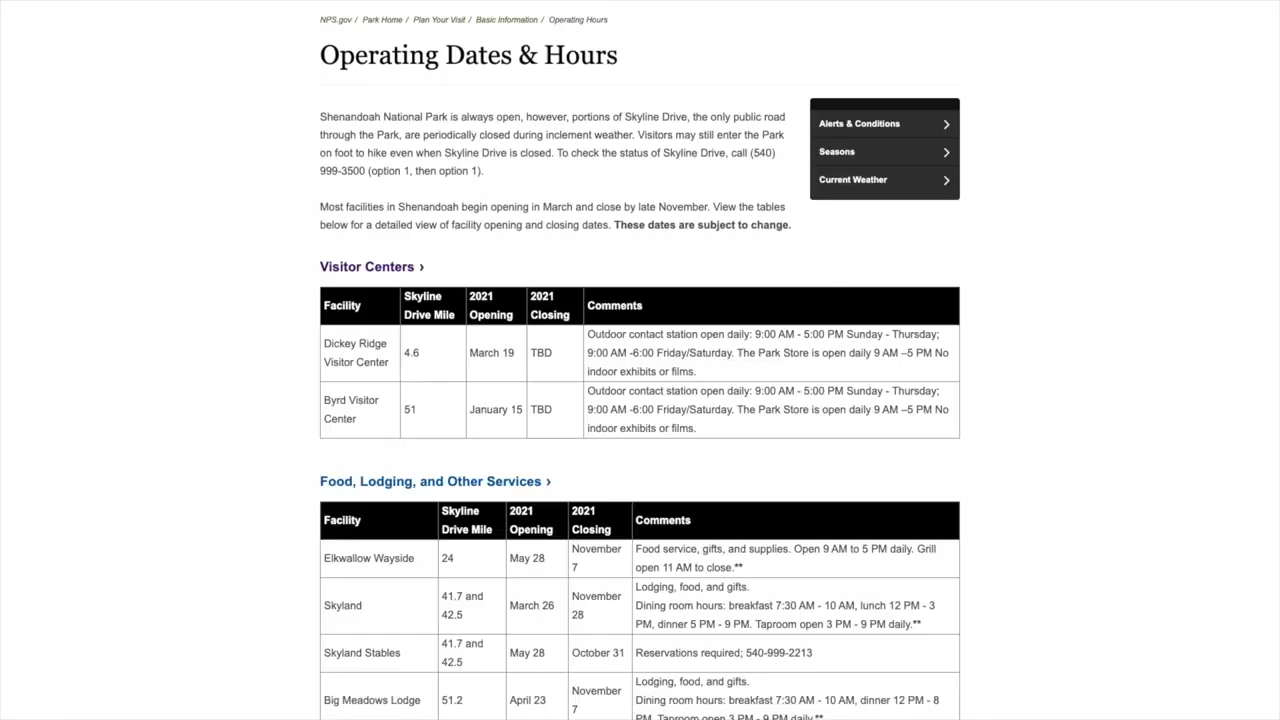 NPS.gov / Park Home / Plan Your Visit / Basic Information / Operating Hours
Operating Dates & Hours
Shenandoah National Park is always open, however, portions of Skyline Drive, the only public road
through the Park, are periodically closed during inclement weather. Visitors may still enter the Park
on foot to hike even when Skyline Drive is closed. To check the status of Skyline Drive, call (540)
999-3500 (option 1, then option 1).
Most facilities in Shenandoah begin opening in March and close by late November. View the tables
below for a detailed view of facility opening and closing dates. These dates are subject to change.
Alerts & Conditions
Seasons
Current Weather
Visitor Centers ›
Facility
Skyline
Drive Mile
2021
Opening
2021
Closing
Comments
Dickey Ridge
Visitor Center
4.6
March 19
TBD
Outdoor contact station open daily: 9:00 AM - 5:00 PM Sunday - Thursday;
9:00 AM -6:00 Friday/Saturday. The Park Store is open daily 9 AM –5 PM No
indoor exhibits or films.
Byrd Visitor
Center
51
January 15
TBD
Outdoor contact station open daily: 9:00 AM - 5:00 PM Sunday - Thursday;
9:00 AM -6:00 Friday/Saturday. The Park Store is open daily 9 AM –5 PM No
indoor exhibits or films.
Food, Lodging, and Other Services ›
Facility
Skyline
Drive Mile
2021
Opening
2021
Closing
Comments
Elkwallow Wayside
24
May 28
November
7
Food service, gifts, and supplies. Open 9 AM to 5 PM daily. Grill
open 11 AM to close.**
Skyland
41.7 and
42.5
March 26
November
28
Lodging, food, and gifts.
Dining room hours: breakfast 7:30 AM - 10 AM, lunch 12 PM - 3
PM, dinner 5 PM - 9 PM. Taproom open 3 PM - 9 PM daily.**
Skyland Stables
41.7 and
42.5
May 28
October 31
Reservations required; 540-999-2213
Big Meadows Lodge
51.2
April 23
November
7
Lodging, food, and gifts.
Dining room hours: breakfast 7:30 AM - 10 AM, dinner 12 PM - 8
PM. Taproom open 3 PM - 9 PM daily.**